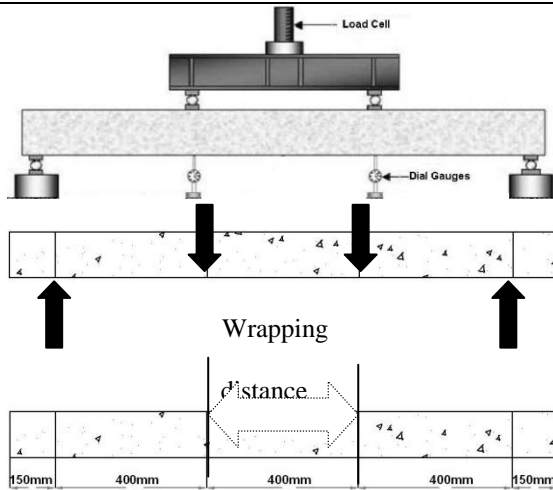 Load Cell
Dial Gauges
Wrapping
distance
150mm 400mm 400mm 400mm 150mm